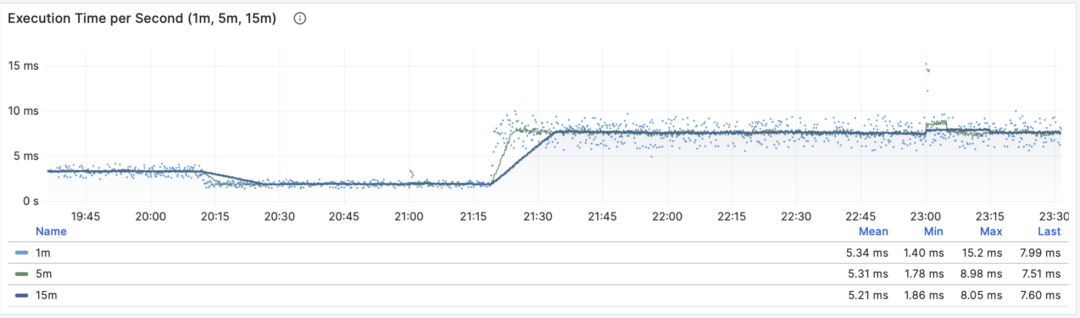 Execution Time per Second (1m, 5m, 15m)
15 ms
10 ms
5 ms
0 s
19:45 20:00 20:15 20:30 20:45 21:00 21:15 21:30 21:45 22:00 22:15 22:30 22:45 23:00 23:15 23:30
Name Mean Min Max Last
1m 5.34 ms 1.40 ms 15.2 ms 7.99 ms
5m 5.31 ms 1.78 ms 8.98 ms 7.51 ms
15m 5.21 ms 1.86 ms 8.05 ms 7.60 ms